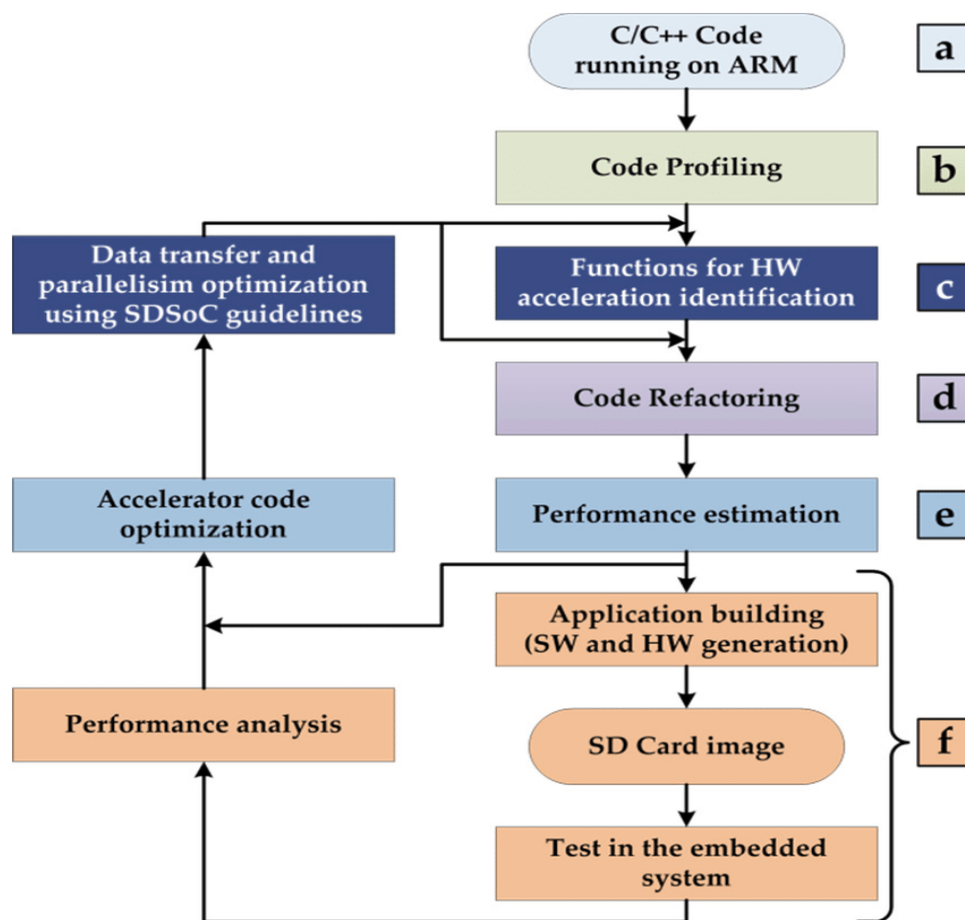 C/C++ Code
running on ARM
a
Code Profiling
b
Data transfer and
parallelisim optimization
using SDSoC guidelines
Functions for HW
acceleration identification
c
Code Refactoring
d
Accelerator code
optimization
Performance estimation
e
Application building
(SW and HW generation)
Performance analysis
SD Card image
f
Test in the embedded
system